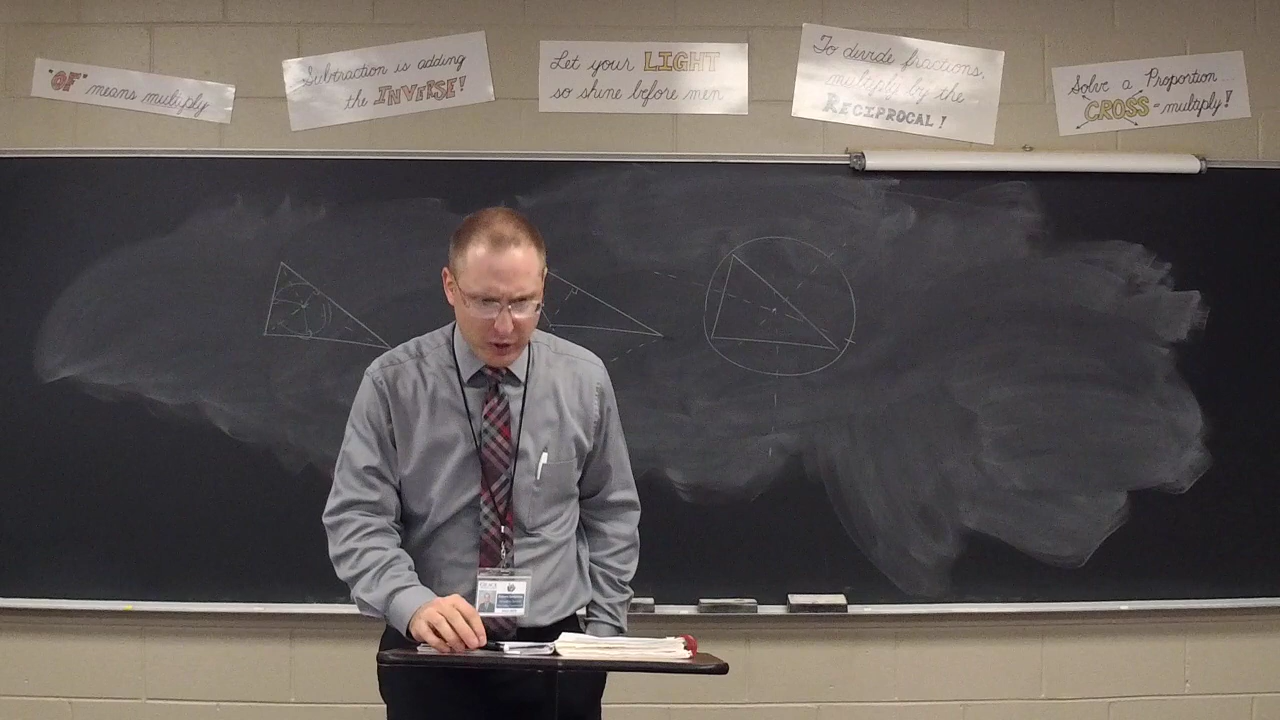 "OF" means multiply
Subtraction is adding
the INVERSE!
Let your LIGHT
so shine before men
To divide fractions,
multiply by the
RECIPROCAL!
Solve a Proportion...
CROSS-multiply!